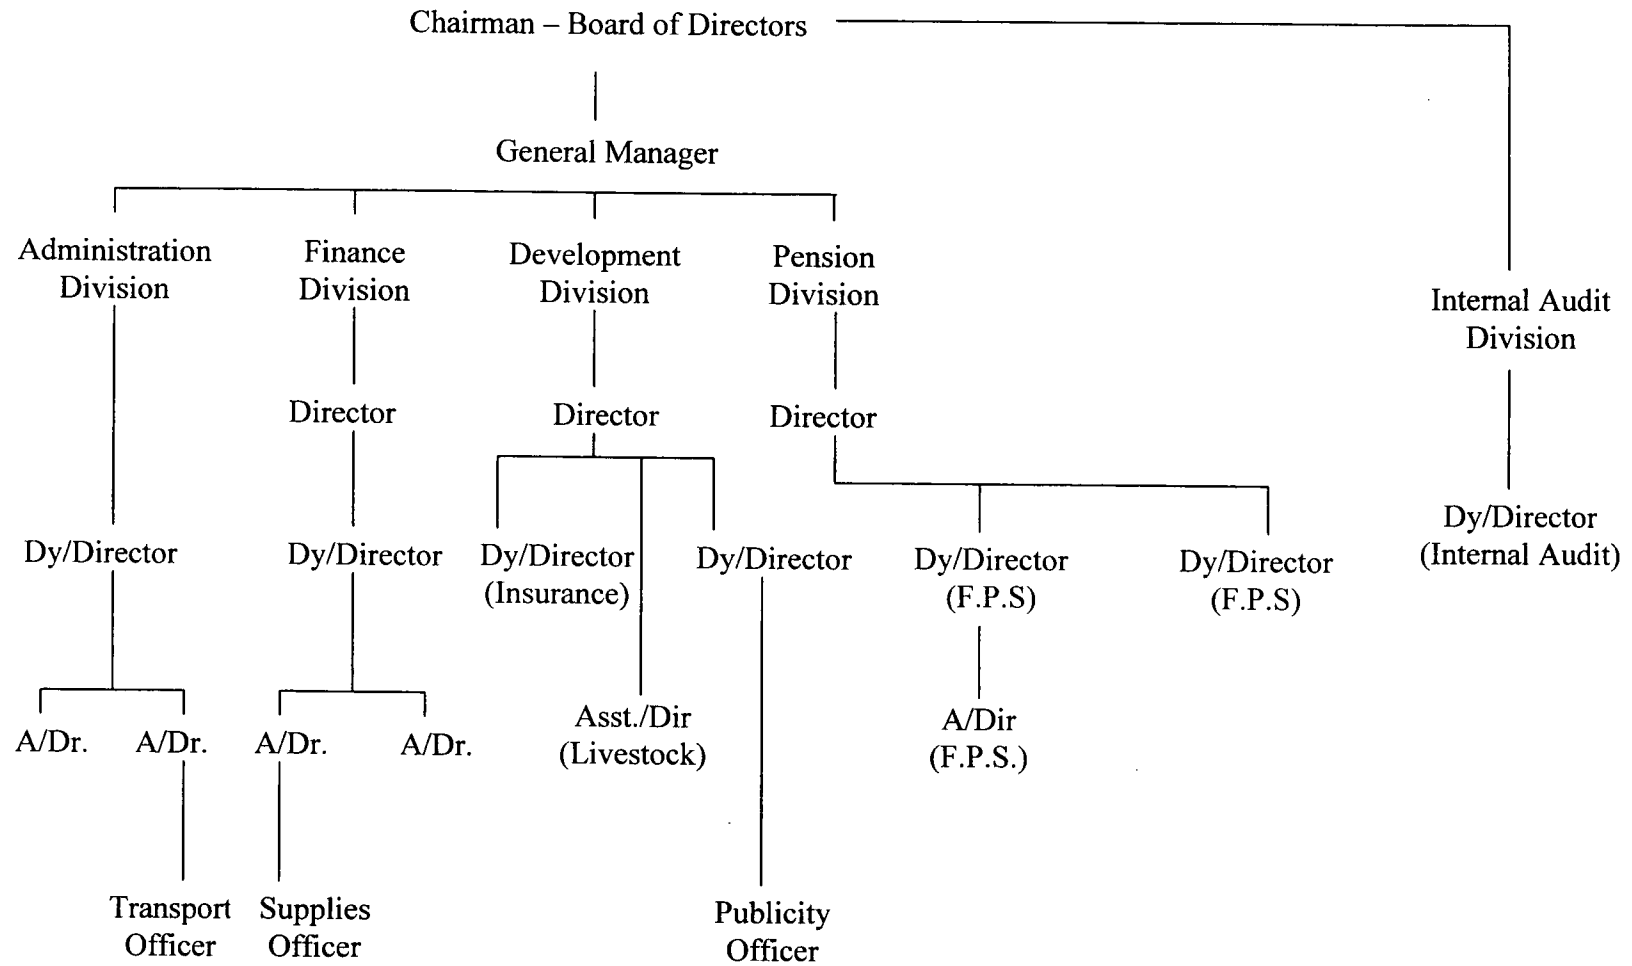 Chairman – Board of Directors
General Manager
Administration
Division
Finance
Division
Development
Division
Pension
Division
Internal Audit
Division
Director
Director
Director
Dy/Director
Dy/Director
Dy/Director
(Insurance)
Dy/Director
Dy/Director
(F.P.S)
Dy/Director
(F.P.S)
Dy/Director
(Internal Audit)
A/Dr.
A/Dr.
A/Dr.
A/Dr.
Asst./Dir
(Livestock)
A/Dir
(F.P.S.)
Transport
Officer
Supplies
Officer
Publicity
Officer